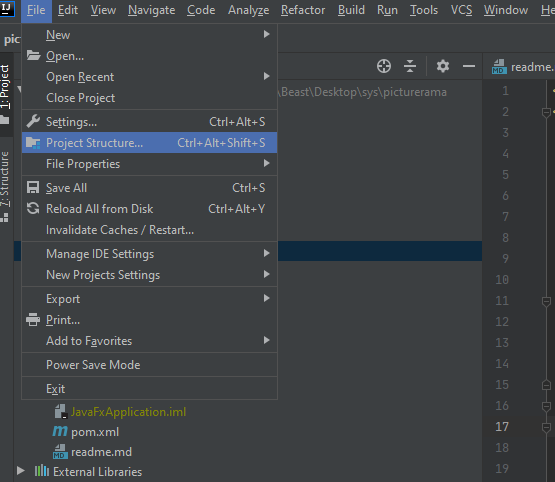 IJ File Edit View Navigate Code Analyze Refactor Build Run Tools VCS Window He
pic
New
Open...
Open Recent
Close Project
Settings... Ctrl+Alt+S
Project Structure... Ctrl+Alt+Shift+S
File Properties
Save All Ctrl+S
Reload All from Disk Ctrl+Alt+Y
Invalidate Caches / Restart...
Manage IDE Settings
New Projects Settings
Export
Print...
Add to Favorites
Power Save Mode
Exit
1: Project
7: Structure
\Beast\Desktop\sys\picturerama
JavaFxApplication.iml
m pom.xml
MD readme.md
External Libraries
MD readme.
1
2
3
4
5
6
7
8
9
10
11
12
13
14
15
16
17
18
19